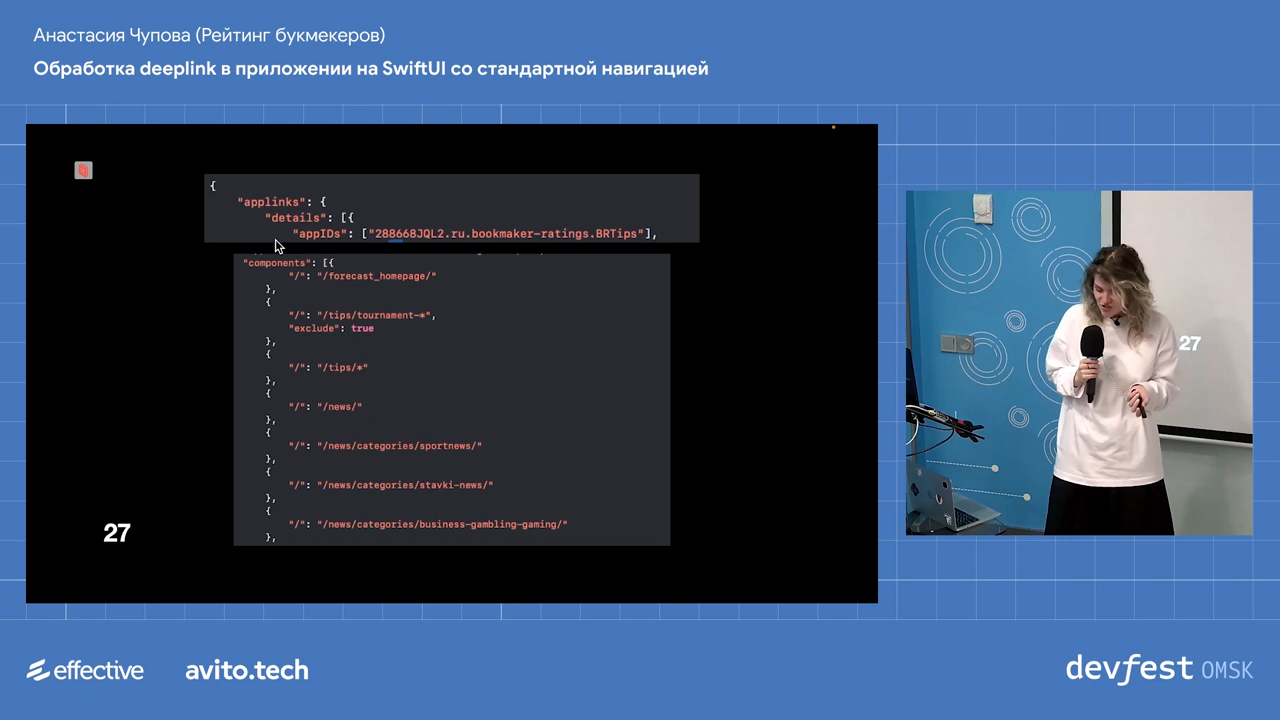 Анастасия Чупова (Рейтинг букмекеров)
Обработка deeplink в приложении на SwiftUI со стандартной навигацией
{
"applinks": {
"details": [{
"appIDs": ["288668JQL2.ru.bookmaker-ratings.BRTips"],
"components": [{
"/": "/forecast_homepage/"
},
{
"/": "/tips/tournament-*",
"exclude": true
},
{
"/": "/tips/*"
},
{
"/": "/news/"
},
{
"/": "/news/categories/sportnews/"
},
{
"/": "/news/categories/stavki-news/"
},
{
"/": "/news/categories/business-gambling-gaming/"
},
27
27
effective
avito.tech
devfest OMSK